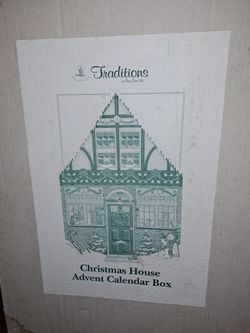 Traditions
Christmas House
Advent Calendar Box